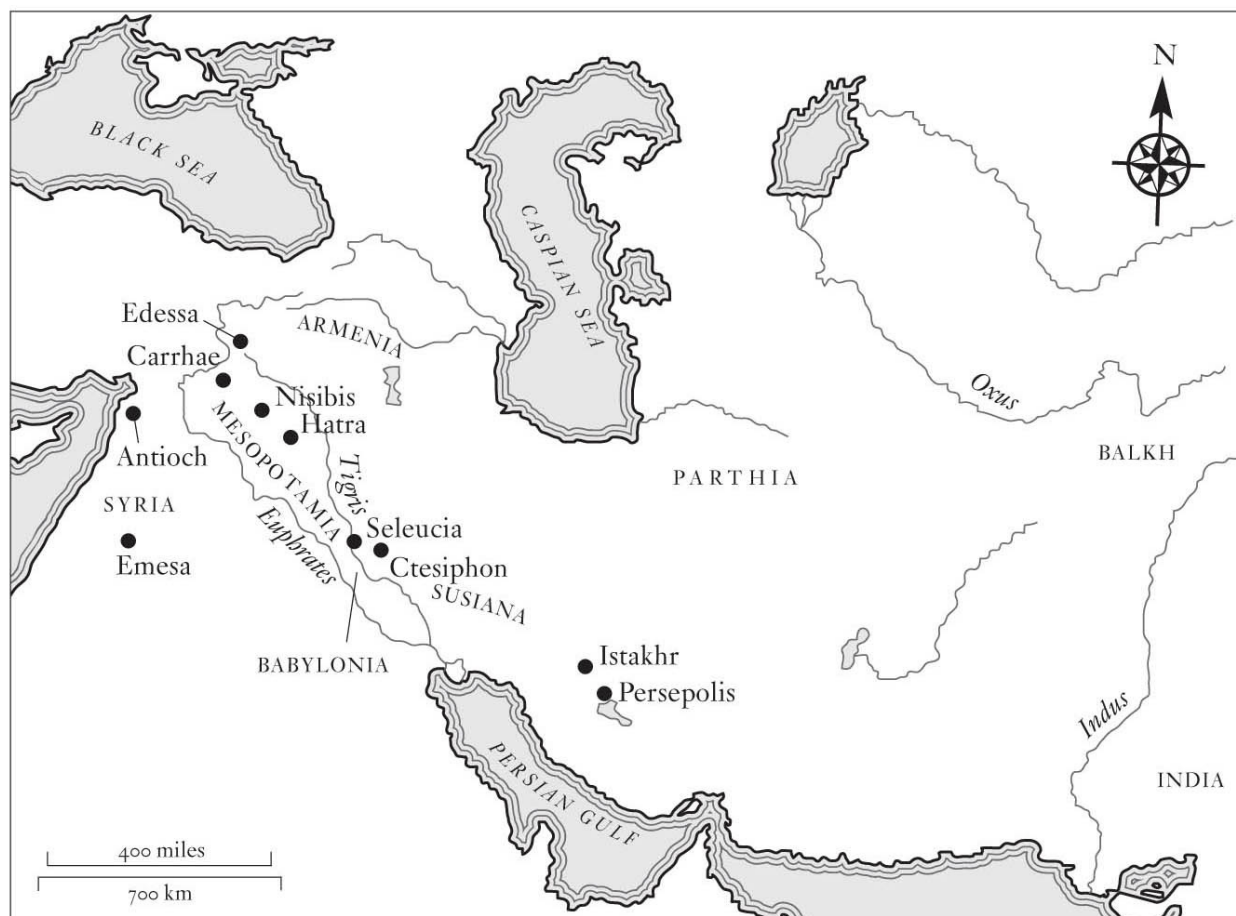 N
BLACK SEA
CASPIAN SEA
Edessa
ARMENIA
Carrhae
Oxus
Nisibis
Hatra
MESOPOTAMIA
Antioch
BALKH
Tigris
PARTHIA
SYRIA
Euphrates
Seleucia
Emesa
Ctesiphon
SUSIANA
BABYLONIA
Istakhr
Persepolis
Indus
PERSIAN GULF
INDIA
400 miles
700 km